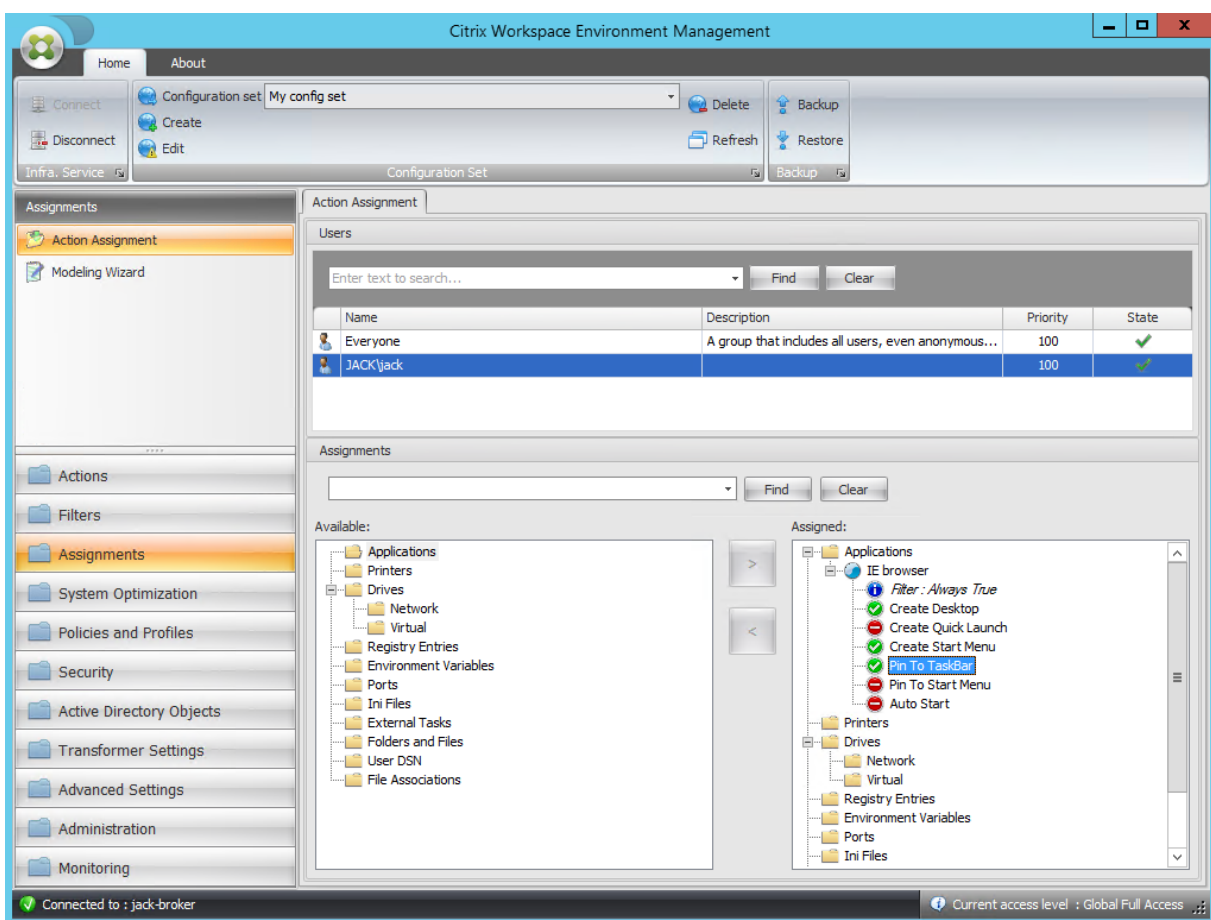 Citrix Workspace Environment Management
Home About
Connect
Disconnect
Infra. Service
Configuration set My config set
Create
Edit
Delete
Refresh
Configuration Set
Backup
Restore
Backup
Assignments
Action Assignment
Modeling Wizard
Actions
Filters
Assignments
System Optimization
Policies and Profiles
Security
Active Directory Objects
Transformer Settings
Advanced Settings
Administration
Monitoring
Action Assignment
Users
Enter text to search... Find Clear
Name Description Priority State
Everyone A group that includes all users, even anonymous... 100
JACK\jack 100
Assignments
Find Clear
Available:
Applications
Printers
Drives
Network
Virtual
Registry Entries
Environment Variables
Ports
Ini Files
External Tasks
Folders and Files
User DSN
File Associations
>
<
Assigned:
Applications
IE browser
Filter : Always True
Create Desktop
Create Quick Launch
Create Start Menu
Pin To TaskBar
Pin To Start Menu
Auto Start
Printers
Drives
Network
Virtual
Registry Entries
Environment Variables
Ports
Ini Files
Connected to : jack-broker
Current access level : Global Full Access